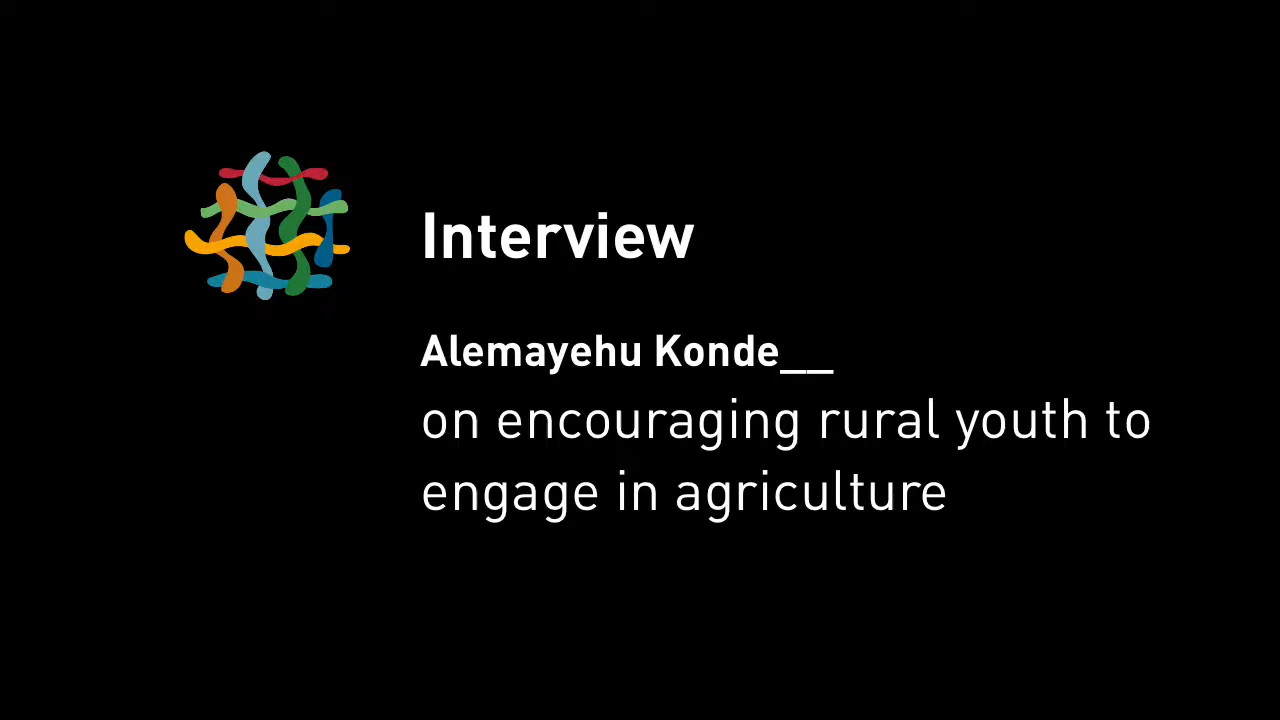 Interview
Alemayehu Konde__
on encouraging rural youth to
engage in agriculture